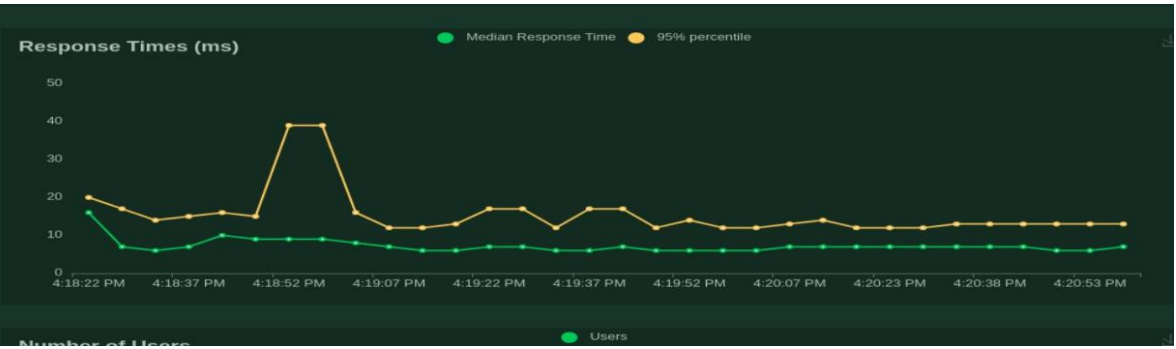 Response Times (ms)
Median Response Time 95% percentile
50
40
30
20
10
0
4:18:22 PM 4:18:37 PM 4:18:52 PM 4:19:07 PM 4:19:22 PM 4:19:37 PM 4:19:52 PM 4:20:07 PM 4:20:23 PM 4:20:38 PM 4:20:53 PM
Number of Users
Users